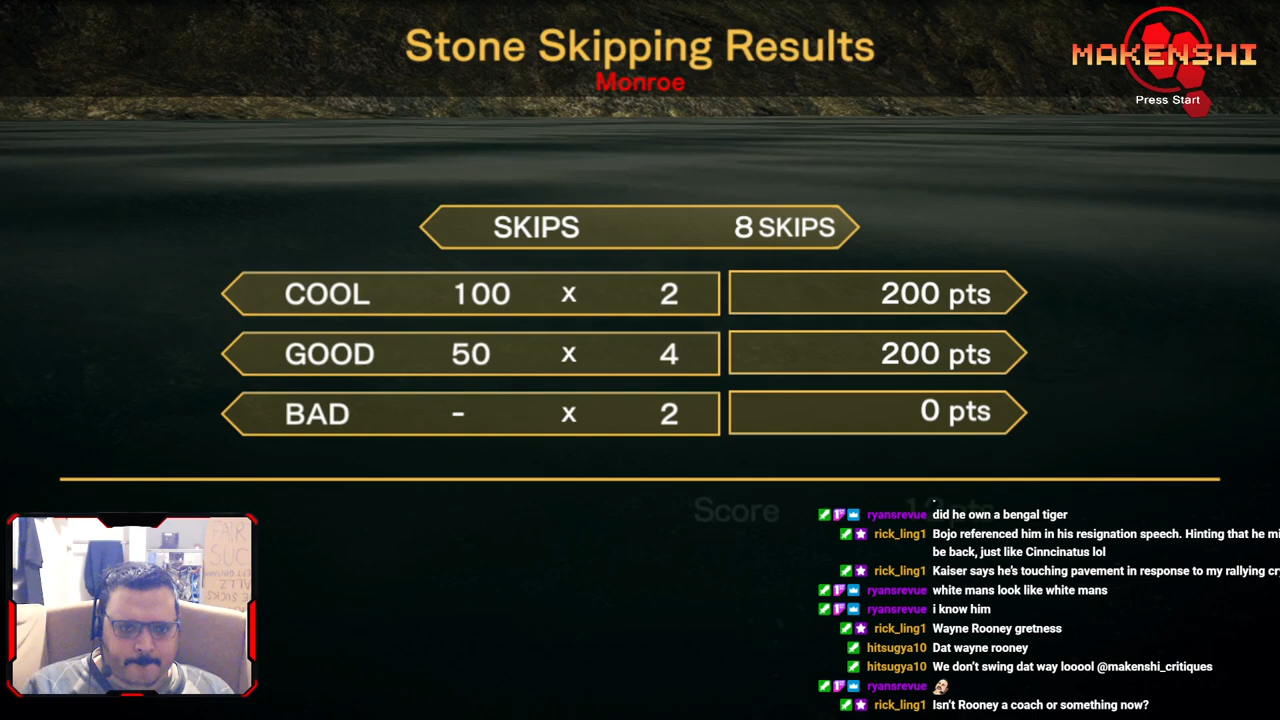 Stone Skipping Results
Monroe
MAKENSHI
Press Start
SKIPS 8 SKIPS
COOL 100 x 2 200 pts
GOOD 50 x 4 200 pts
BAD - x 2 0 pts
Score pts
FAIR
SUC
ryansrevue did he own a bengal tiger
rick_ling1 Bojo referenced him in his resignation speech. Hinting that he mi
be back, just like Cinncinatus lol
rick_ling1 Kaiser says he's touching pavement in response to my rallying cr
ryansrevue white mans look like white mans
ryansrevue i know him
rick_ling1 Wayne Rooney gretness
hitsugya10 Dat wayne rooney
hitsugya10 We don't swing dat way looool @makenshi_critiques
ryansrevue
rick_ling1 Isn't Rooney a coach or something now?